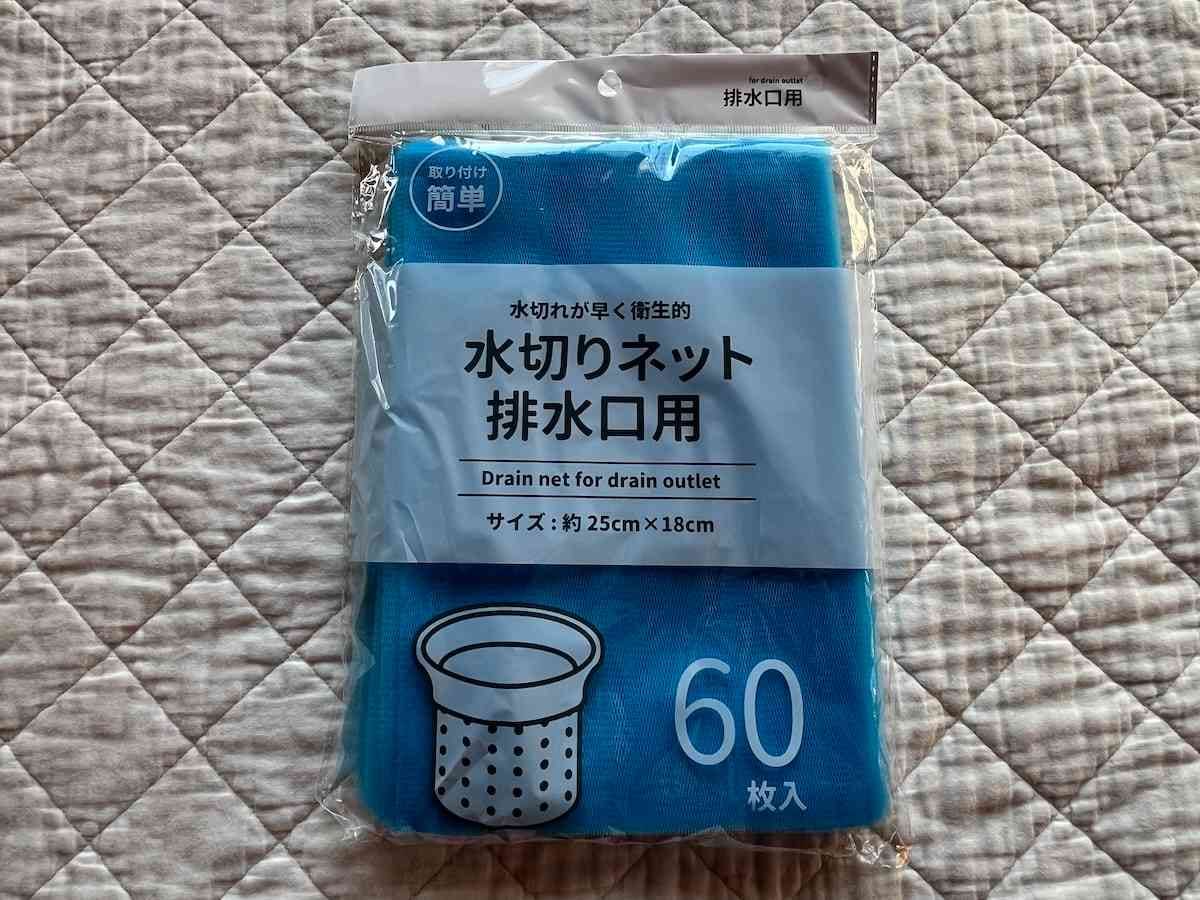 for drain outlet
排水口用
取り付け
簡単
水切れが早く衛生的
水切りネット
排水口用
Drain net for drain outlet
サイズ : 約 25cm×18cm
60
枚入